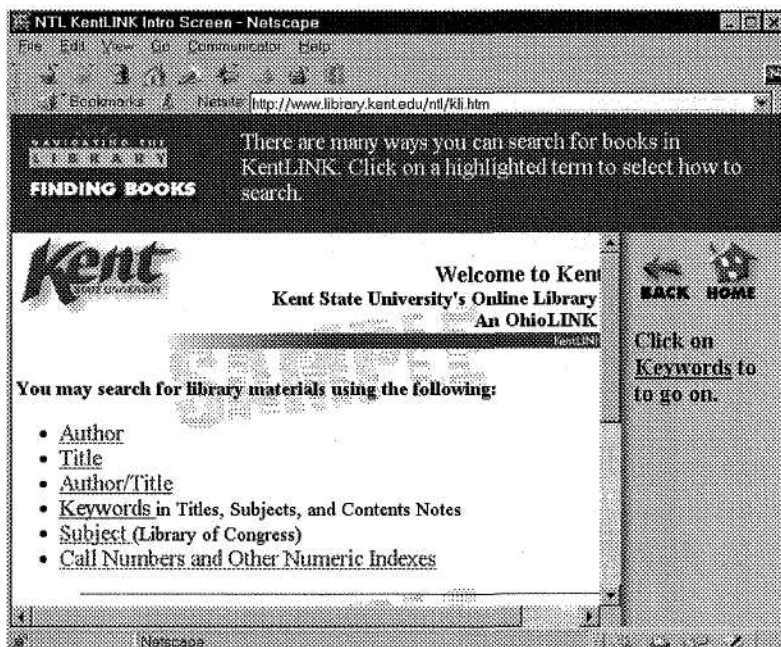 NTL KentLINK Intro Screen - Netscape
File Edit View Go Communicator Help
Bookmarks Netsite: http://www.library.kent.edu/ntl/kli.htm
NAVIGATING THE
LIBRARY
FINDING BOOKS
There are many ways you can search for books in
KentLINK. Click on a highlighted term to select how to
search.
Kent
STATE UNIVERSITY
Welcome to Kent
Kent State University's Online Library
An OhioLINK
KentLINK
SAMPLE
You may search for library materials using the following:
• Author
• Title
• Author/Title
• Keywords in Titles, Subjects, and Contents Notes
• Subject (Library of Congress)
• Call Numbers and Other Numeric Indexes
BACK HOME
Click on
Keywords to
to go on.
Netscape